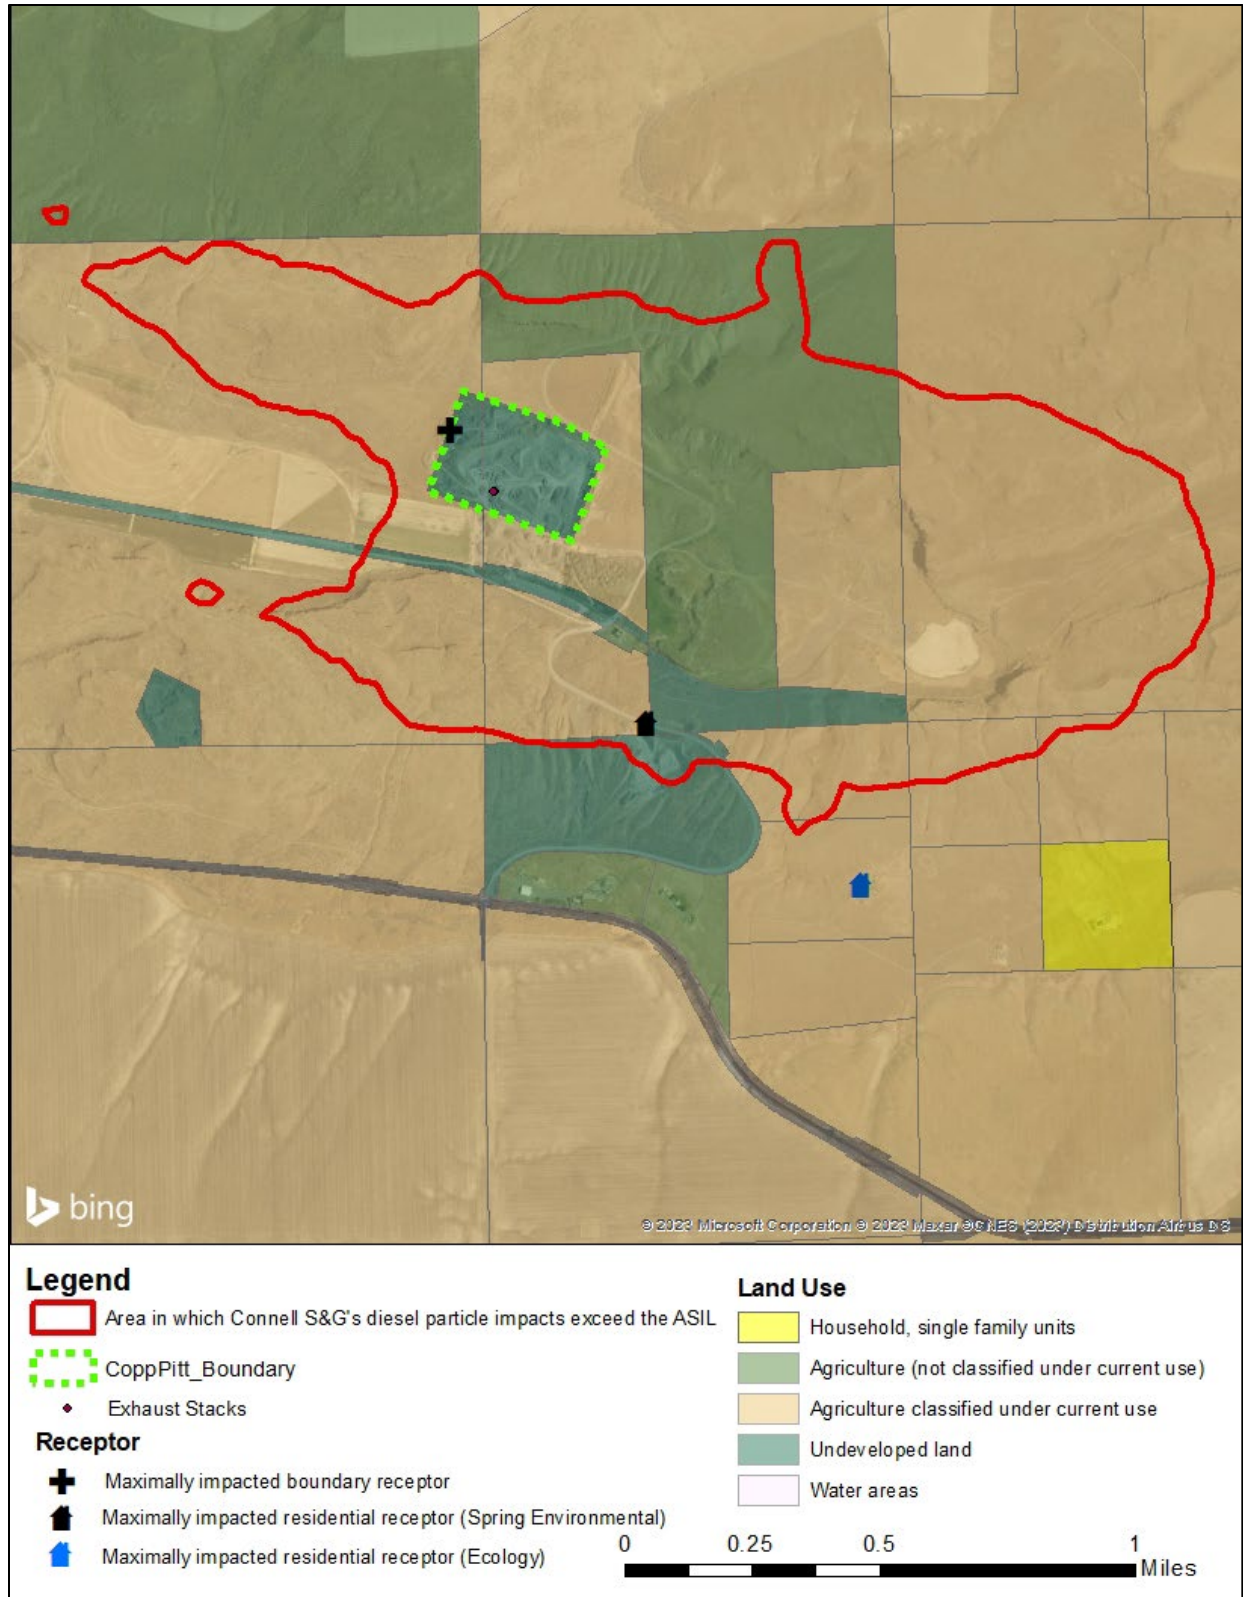 bing
© 2023 Microsoft Corporation © 2023 Maxar ©CNES (2023) Distribution Airbus DS
Legend
Area in which Connell S&G's diesel particle impacts exceed the ASIL
CoppPitt_Boundary
Exhaust Stacks
Receptor
Maximally impacted boundary receptor
Maximally impacted residential receptor (Spring Environmental)
Maximally impacted residential receptor (Ecology)
Land Use
Household, single family units
Agriculture (not classified under current use)
Agriculture classified under current use
Undeveloped land
Water areas
0 0.25 0.5 1
Miles